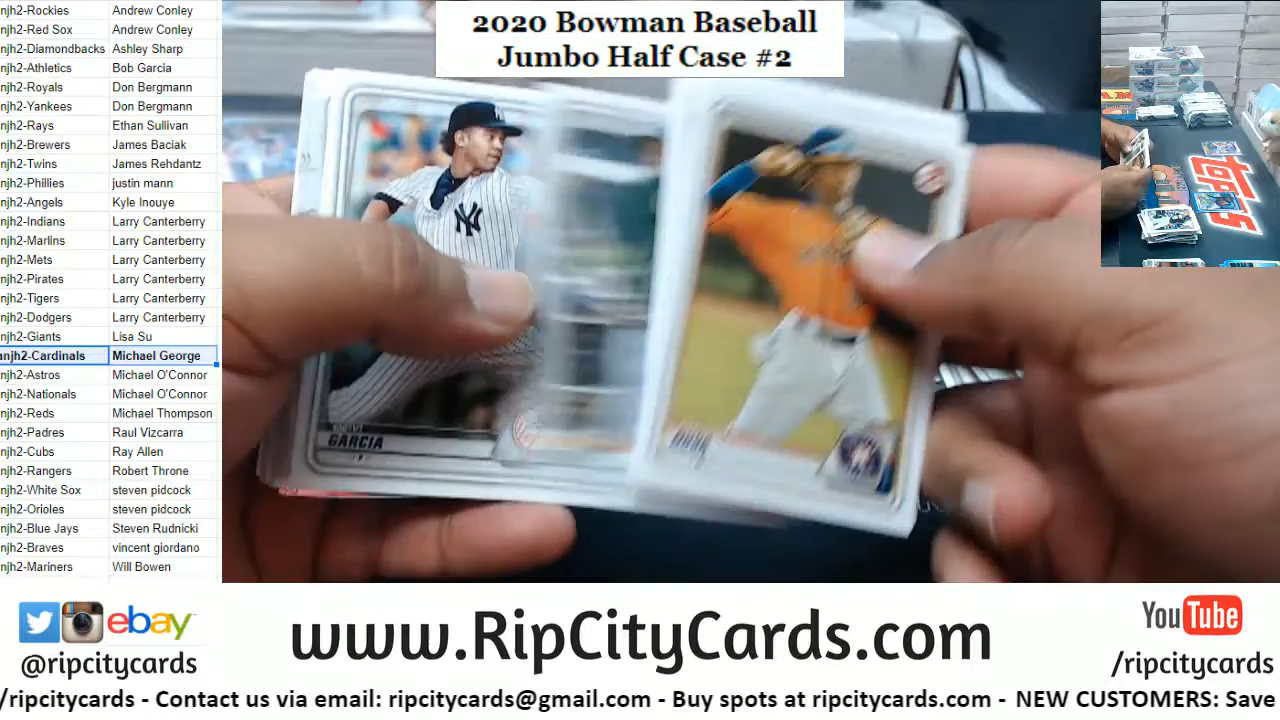 2020 Bowman Baseball
Jumbo Half Case #2
njh2-Rockies Andrew Conley
njh2-Red Sox Andrew Conley
njh2-Diamondbacks Ashley Sharp
njh2-Athletics Bob Garcia
njh2-Royals Don Bergmann
njh2-Yankees Don Bergmann
njh2-Rays Ethan Sullivan
njh2-Brewers James Baciak
njh2-Twins James Rehdantz
njh2-Phillies justin mann
njh2-Angels Kyle Inouye
njh2-Indians Larry Canterberry
njh2-Marlins Larry Canterberry
njh2-Mets Larry Canterberry
njh2-Pirates Larry Canterberry
njh2-Tigers Larry Canterberry
njh2-Dodgers Larry Canterberry
njh2-Giants Lisa Su
anjh2-Cardinals Michael George
njh2-Astros Michael O'Connor
njh2-Nationals Michael O'Connor
njh2-Reds Michael Thompson
njh2-Padres Raul Vizcarra
njh2-Cubs Ray Allen
njh2-Rangers Robert Throne
njh2-White Sox steven pidcock
njh2-Orioles steven pidcock
njh2-Blue Jays Steven Rudnicki
njh2-Braves vincent giordano
njh2-Mariners Will Bowen
NY
GARCIA
ebay
@ripcitycards
www.RipCityCards.com
YouTube
/ripcitycards
/ripcitycards - Contact us via email: ripcitycards@gmail.com - Buy spots at ripcitycards.com - NEW CUSTOMERS: Save